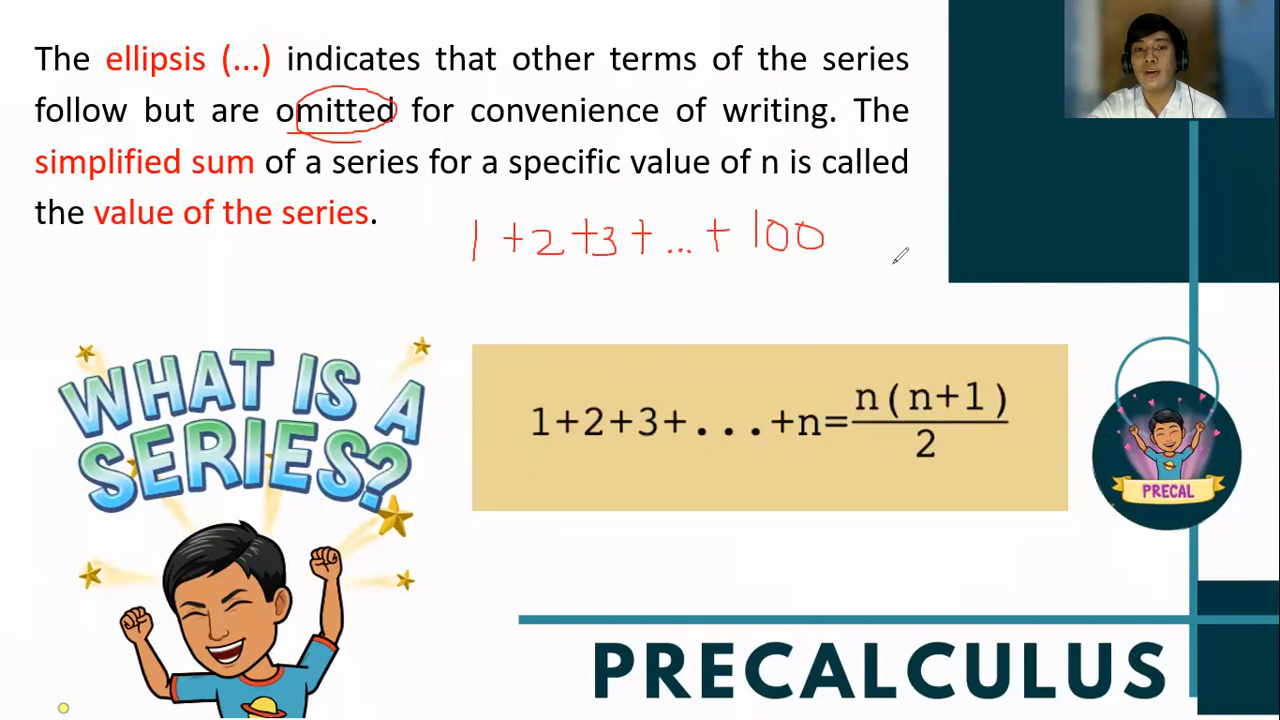 The ellipsis (...) indicates that other terms of the series
follow but are omitted for convenience of writing. The
simplified sum of a series for a specific value of n is called
the value of the series.
1 +2 +3 + ... + 100
WHAT IS A
SERIES?
1+2+3+...+n=n(n+1)/2
PRECAL
PRECALCULUS